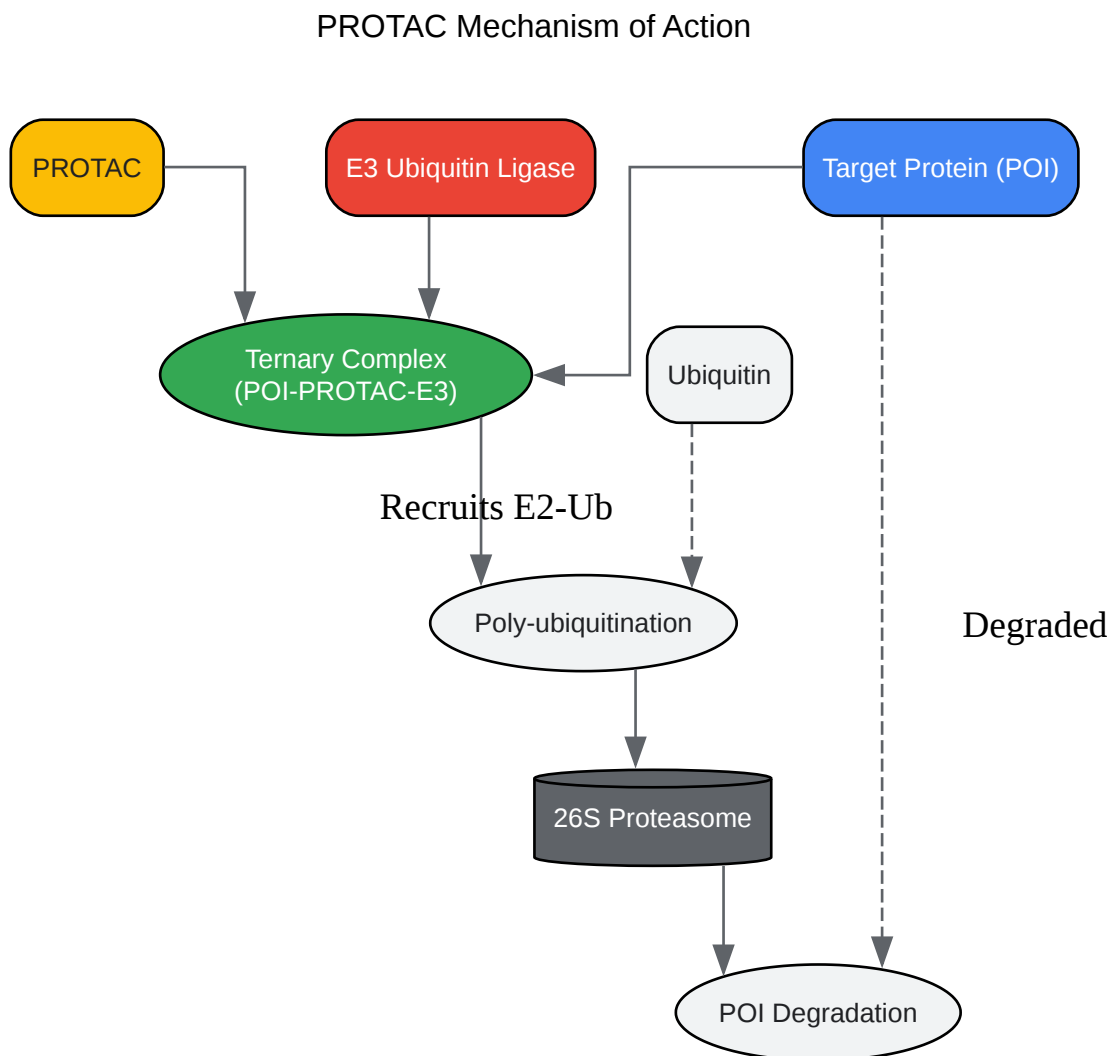 PROTAC Mechanism of Action
PROTAC
E3 Ubiquitin Ligase
Target Protein (POI)
Ternary Complex
(POI-PROTAC-E3)
Ubiquitin
Recruits E2-Ub
Poly-ubiquitination
Degraded
26S Proteasome
POI Degradation